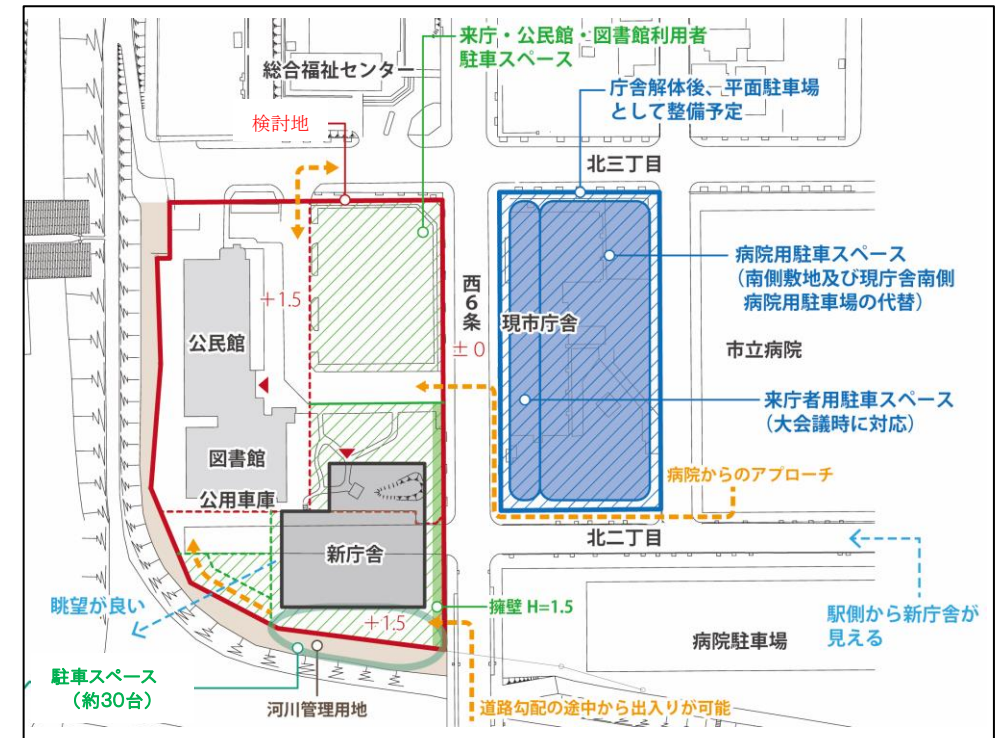 来庁・公民館・図書館利用者
駐車スペース
総合福祉センター
庁舎解体後、平面駐車場
として整備予定
検討地
北三丁目
病院用駐車スペース
（南側敷地及び現庁舎南側
病院用駐車場の代替）
+1.5
西6条
現市庁舎
公民館
±0
市立病院
来庁者用駐車スペース
（大会議時に対応）
図書館
病院からのアプローチ
公用車庫
北二丁目
新庁舎
眺望が良い
擁壁 H=1.5
駅側から新庁舎が
見える
+1.5
病院駐車場
駐車スペース
（約30台）
河川管理用地
道路勾配の途中から出入りが可能